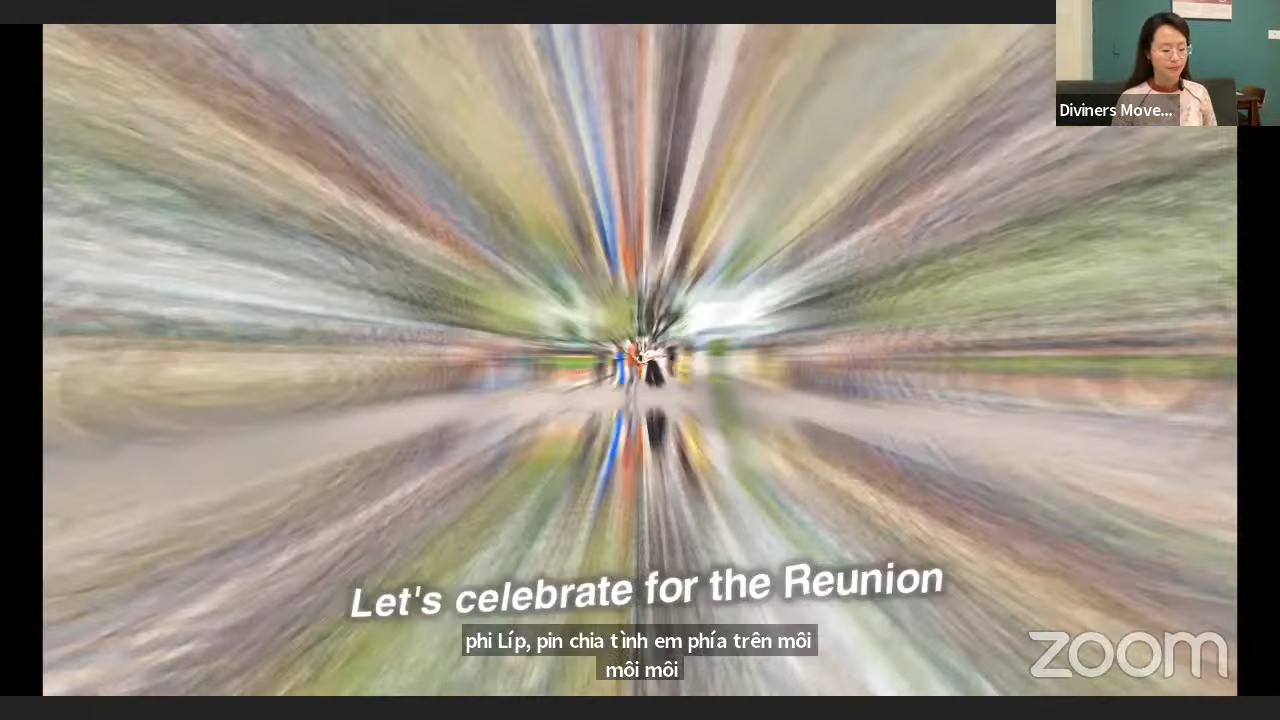 Diviners Move...
Let's celebrate for the Reunion
phi Líp, pin chia tình em phía trên môi
môi môi
zoom